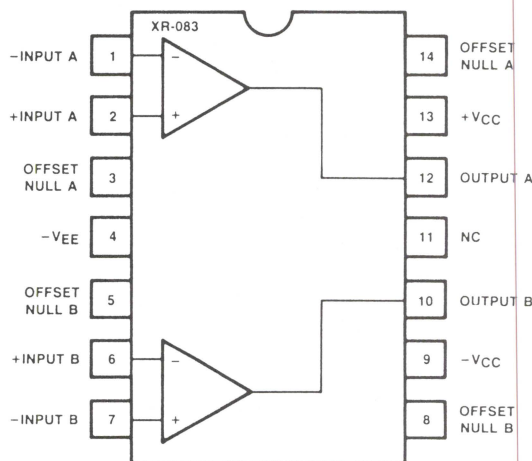 XR-083
-INPUT A 1
+INPUT A 2
OFFSET
NULL A 3
-VEE 4
OFFSET
NULL B 5
+INPUT B 6
-INPUT B 7
-
+
-
+
14 OFFSET
NULL A
13 +VCC
12 OUTPUT A
11 NC
10 OUTPUT B
9 -VCC
8 OFFSET
NULL B